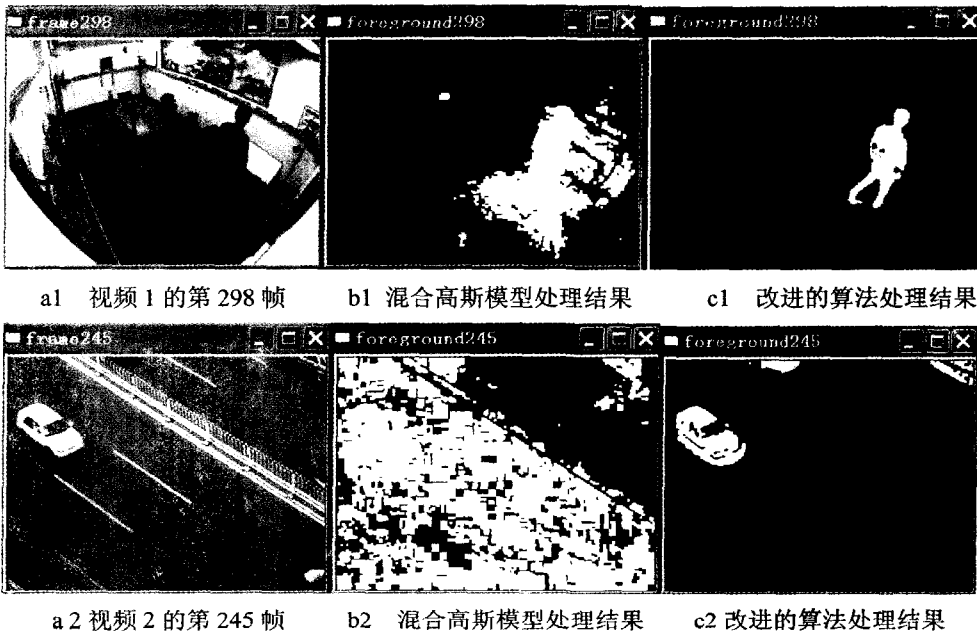 frame298
foreground298
foreground298
a1 视频 1 的第 298 帧
b1 混合高斯模型处理结果
c1 改进的算法处理结果
frame245
foreground245
foreground245
a 2 视频 2 的第 245 帧
b2 混合高斯模型处理结果
c2 改进的算法处理结果